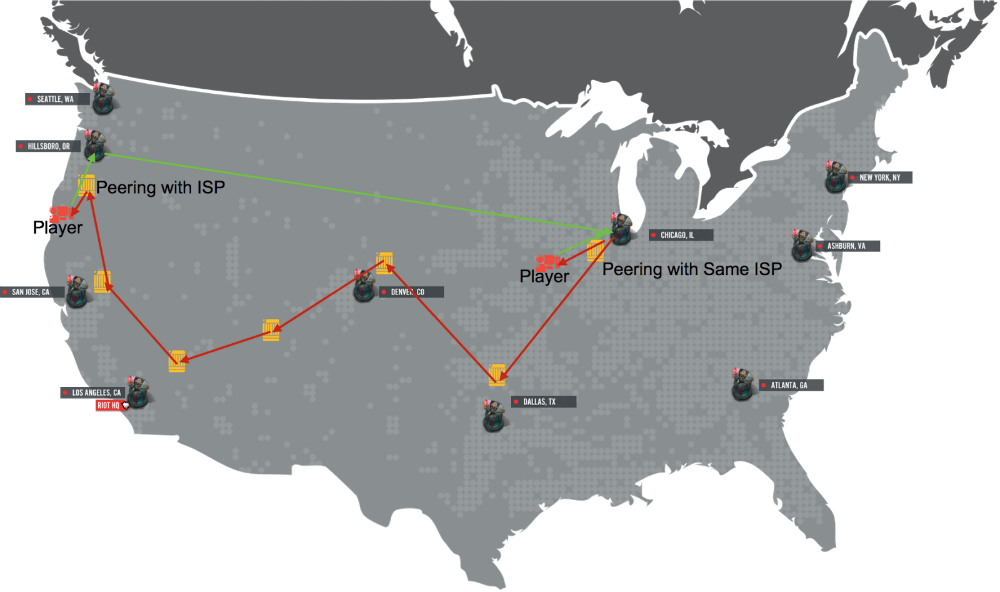 SEATTLE, WA
HILLSBORO, OR
Peering with ISP
Player
SAN JOSE, CA
LOS ANGELES, CA
RIOT HQ
DENVER, CO
DALLAS, TX
CHICAGO, IL
Player
Peering with Same ISP
NEW YORK, NY
ASHBURN, VA
ATLANTA, GA